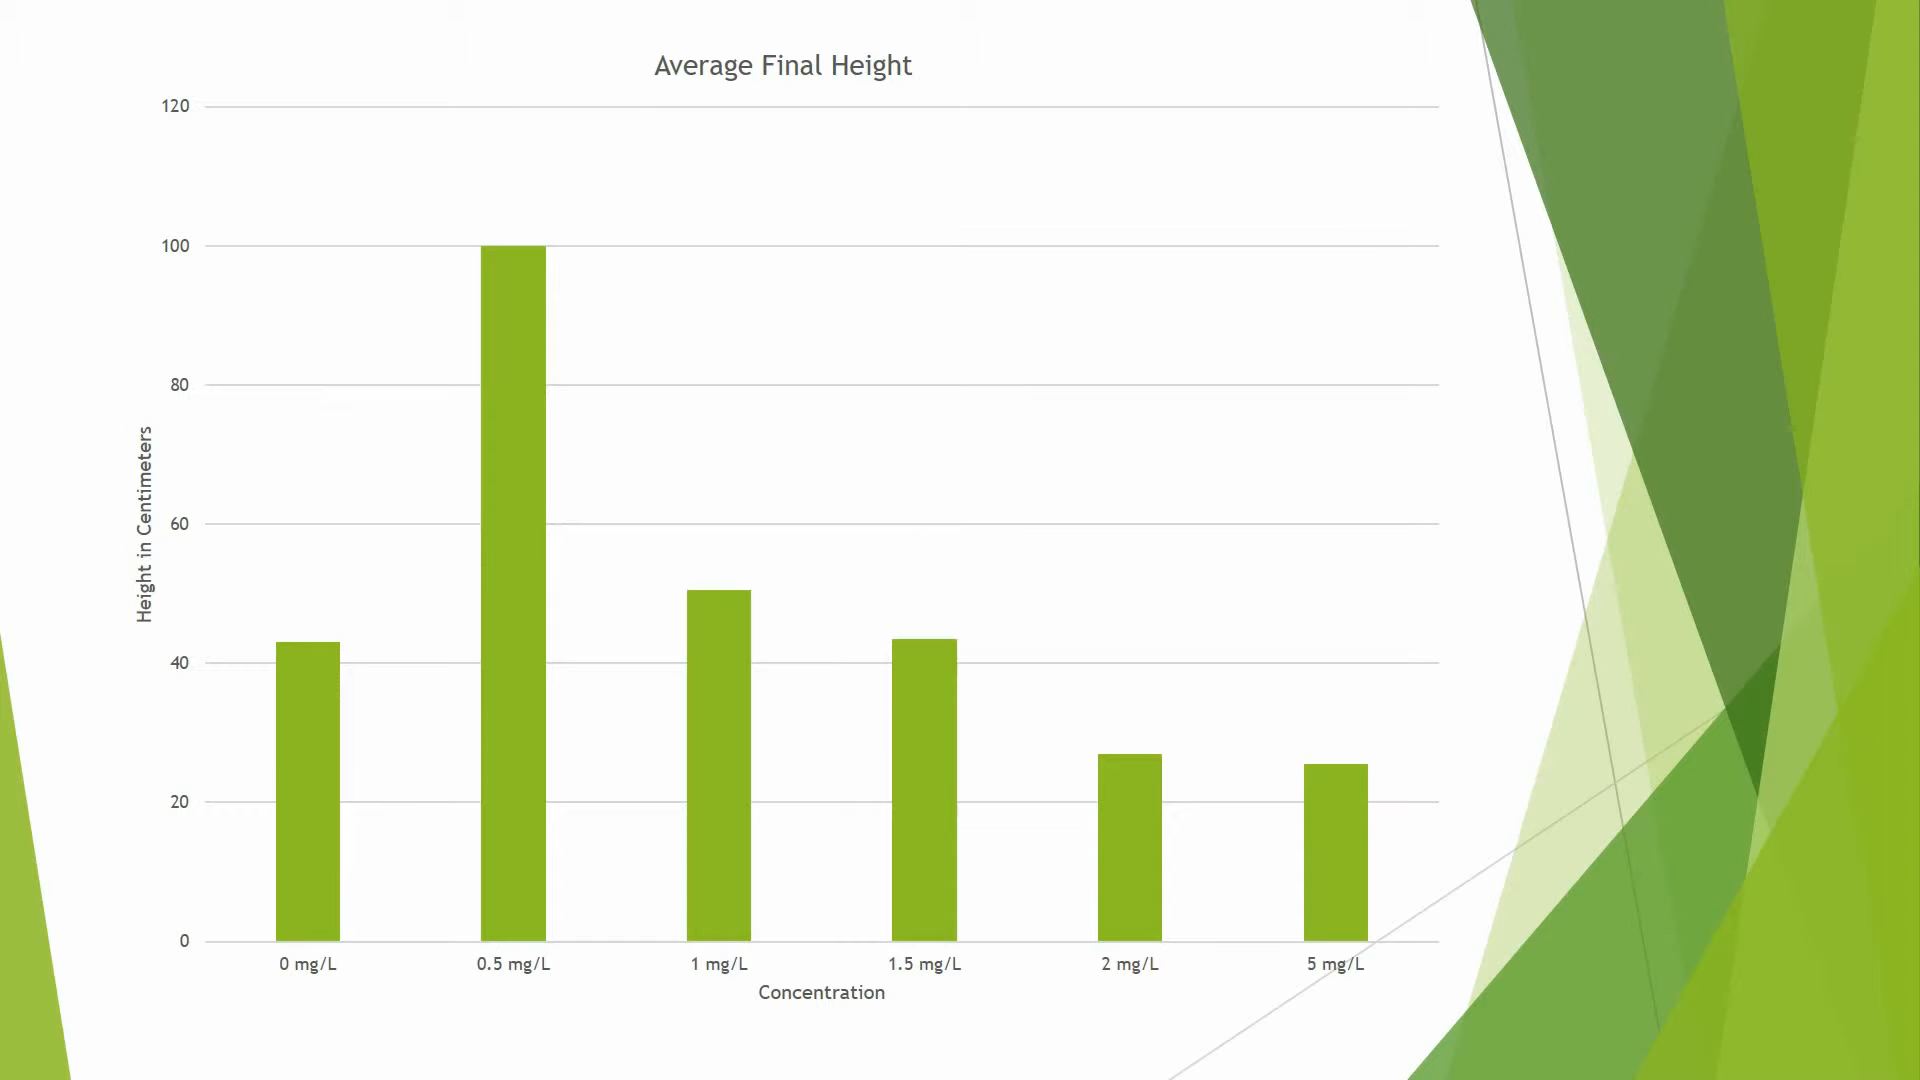 Average Final Height
120
100
80
60
40
20
0
Height in Centimeters
0 mg/L
0.5 mg/L
1 mg/L
1.5 mg/L
2 mg/L
5 mg/L
Concentration